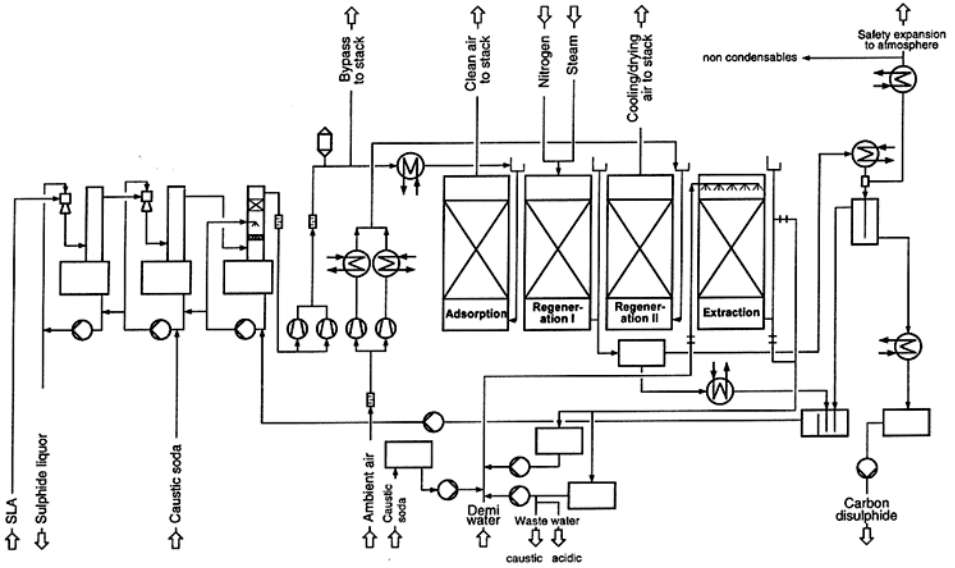 Bypass
to stack
Clean air
to stack
Nitrogen
Steam
Cooling/drying
air to stack
Safety expansion
to atmosphere
non condensables
M
M
M
M
M
Adsorption
Regener-
ation I
Regener-
ation II
Extraction
M
M
SLA
Sulphide liquor
Caustic soda
Ambient air
Caustic
soda
Demi
water
Waste water
caustic acidic
Carbon
disulphide